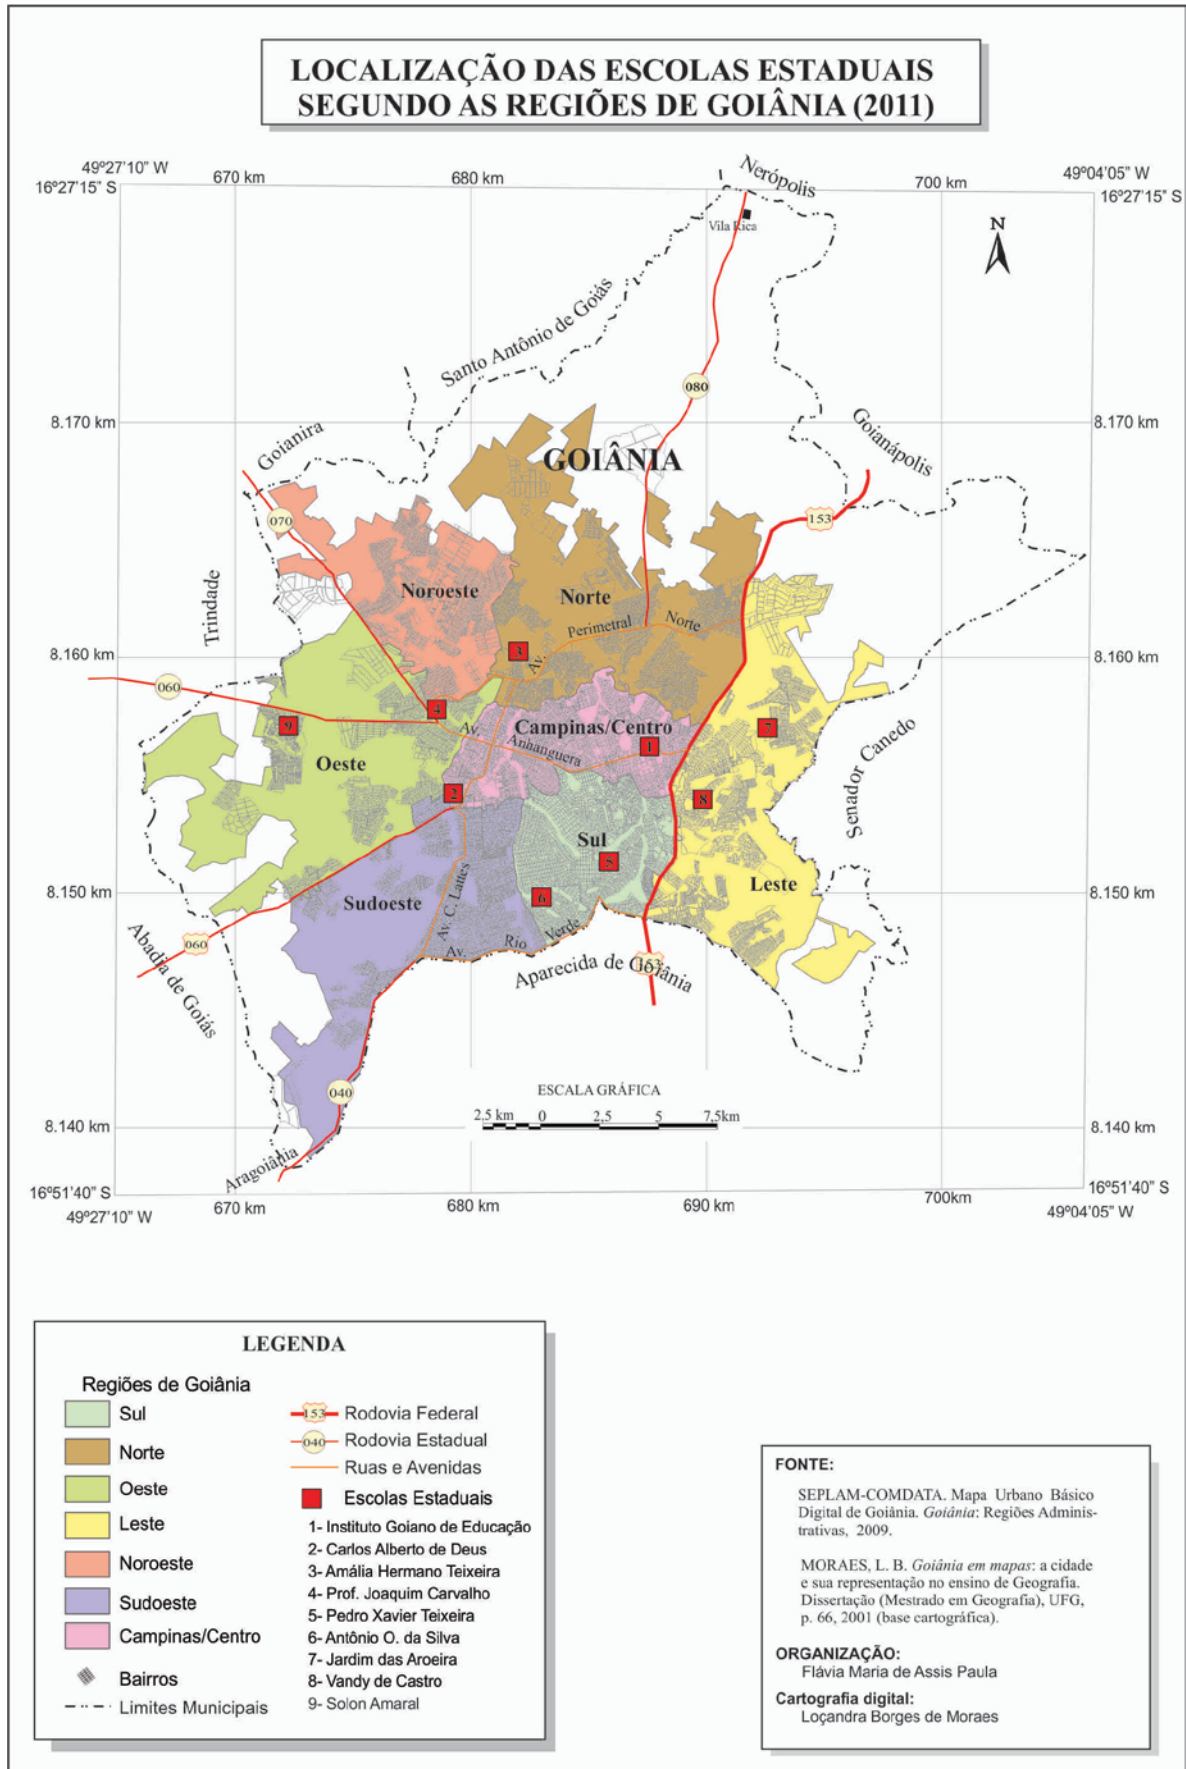 LOCALIZAÇÃO DAS ESCOLAS ESTADUAIS
SEGUNDO AS REGIÕES DE GOIÂNIA (2011)
49º27'10" W
16º27'15" S
670 km
680 km
Nerópolis
700 km
49º04'05" W
16º27'15" S
Vila Rica
N
Santo Antônio de Goiás
080
8.170 km
8.170 km
Goianira
GOIÂNIA
Goianápolis
070
153
Trindade
Noroeste
Norte
Perimetral
Norte
Av.
8.160 km
3
8.160 km
060
4
9
Av.
Anhanguera
Campinas/Centro
1
7
Senador Canedo
Oeste
2
8
Sul
5
Leste
8.150 km
6
8.150 km
Sudoeste
Av. C. Lattes
Av.
Rio
Verde
060
Abadia de Goiás
Aparecida de Goiânia
153
040
ESCALA GRÁFICA
2,5 km 0 2,5 5 7,5km
8.140 km
8.140 km
Aragoiânia
16º51'40" S
49º27'10" W
670 km
680 km
690 km
700km
16º51'40" S
49º04'05" W
LEGENDA
Regiões de Goiânia
Sul
Norte
Oeste
Leste
Noroeste
Sudoeste
Campinas/Centro
Bairros
Limites Municipais
153 Rodovia Federal
040 Rodovia Estadual
Ruas e Avenidas
Escolas Estaduais
1- Instituto Goiano de Educação
2- Carlos Alberto de Deus
3- Amália Hermano Teixeira
4- Prof. Joaquim Carvalho
5- Pedro Xavier Teixeira
6- Antônio O. da Silva
7- Jardim das Aroeira
8- Vandy de Castro
9- Solon Amaral
FONTE:
SEPLAM-COMDATA. Mapa Urbano Básico
Digital de Goiânia. Goiânia: Regiões Adminis-
trativas, 2009.
MORAES, L. B. Goiânia em mapas: a cidade
e sua representação no ensino de Geografia.
Dissertação (Mestrado em Geografia), UFG,
p. 66, 2001 (base cartográfica).
ORGANIZAÇÃO:
Flávia Maria de Assis Paula
Cartografia digital:
Loçandra Borges de Moraes